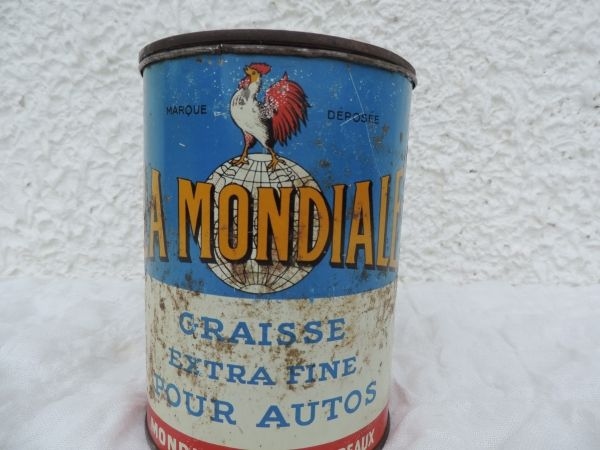 MARQUE DÉPOSÉE
LA MONDIALE
GRAISSE
EXTRA FINE
POUR AUTOS